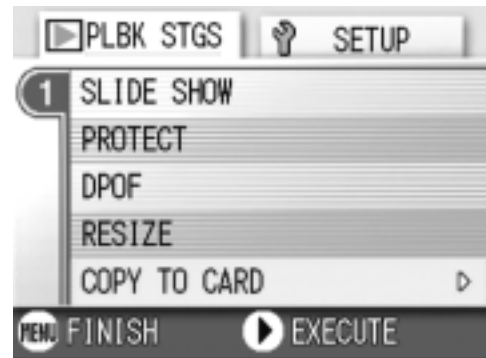 PLBK STGS SETUP
1 SLIDE SHOW
PROTECT
DPOF
RESIZE
COPY TO CARD
MENU FINISH EXECUTE